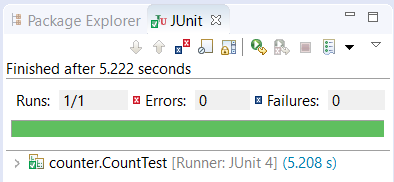 Package Explorer JUnit
Finished after 5.222 seconds
Runs: 1/1 Errors: 0 Failures: 0
counter.CountTest [Runner: JUnit 4] (5.208 s)